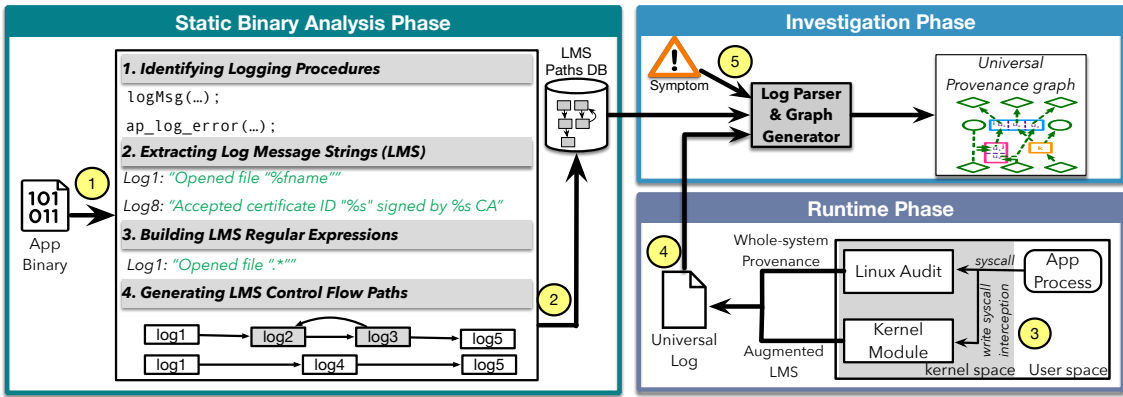 Static Binary Analysis Phase
1. Identifying Logging Procedures
logMsg(…);
ap_log_error(…);
2. Extracting Log Message Strings (LMS)
Log1: “Opened file “%fname””
Log8: “Accepted certificate ID "%s" signed by %s CA”
3. Building LMS Regular Expressions
Log1: “Opened file “.*””
4. Generating LMS Control Flow Paths
log1
log2
log3
log5
log1
log4
log5
101
011
App
Binary
1
2
LMS
Paths DB
Investigation Phase
Symptom
5
Log Parser
& Graph
Generator
Universal
Provenance graph
Runtime Phase
4
Universal
Log
Whole-system
Provenance
Augmented
LMS
Linux Audit
Kernel
Module
syscall
write syscall
interception
App
Process
3
kernel space
User space